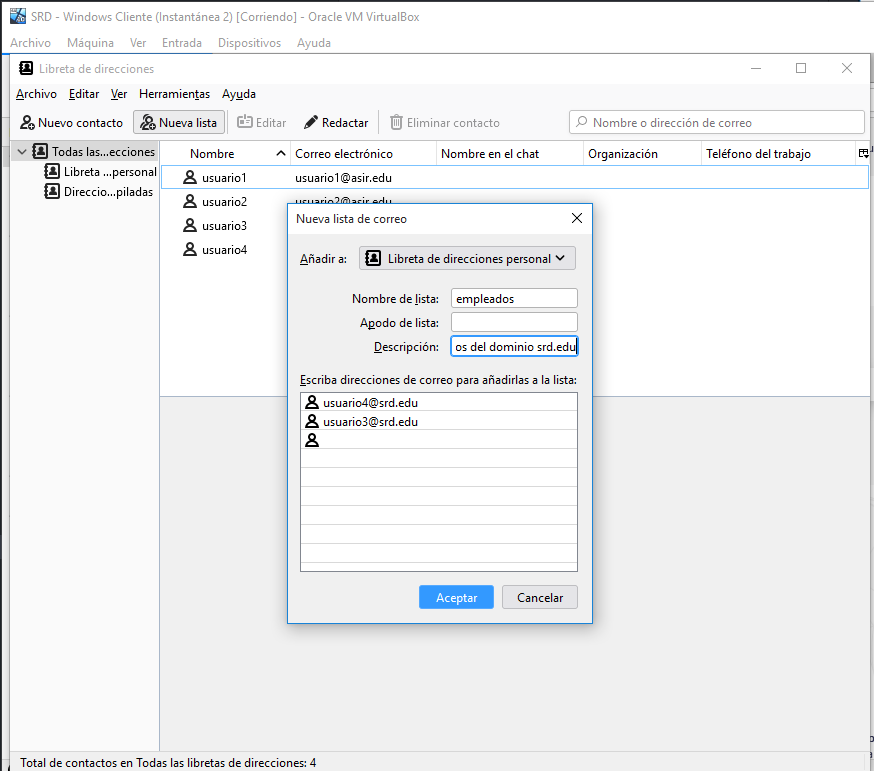 SRD - Windows Cliente (Instantánea 2) [Corriendo] - Oracle VM VirtualBox
Archivo Máquina Ver Entrada Dispositivos Ayuda
Libreta de direcciones
Archivo Editar Ver Herramientas Ayuda
Nuevo contacto Nueva lista Editar Redactar Eliminar contacto Nombre o dirección de correo
Todas las...ecciones
Libreta ...personal
Direccio...piladas
Nombre Correo electrónico Nombre en el chat Organización Teléfono del trabajo
usuario1 usuario1@asir.edu
usuario2 usuario2@asir.edu
usuario3
usuario4
Nueva lista de correo
Añadir a: Libreta de direcciones personal
Nombre de lista: empleados
Apodo de lista:
Descripción: os del dominio srd.edu
Escriba direcciones de correo para añadirlas a la lista:
usuario4@srd.edu
usuario3@srd.edu
Aceptar Cancelar
Total de contactos en Todas las libretas de direcciones: 4